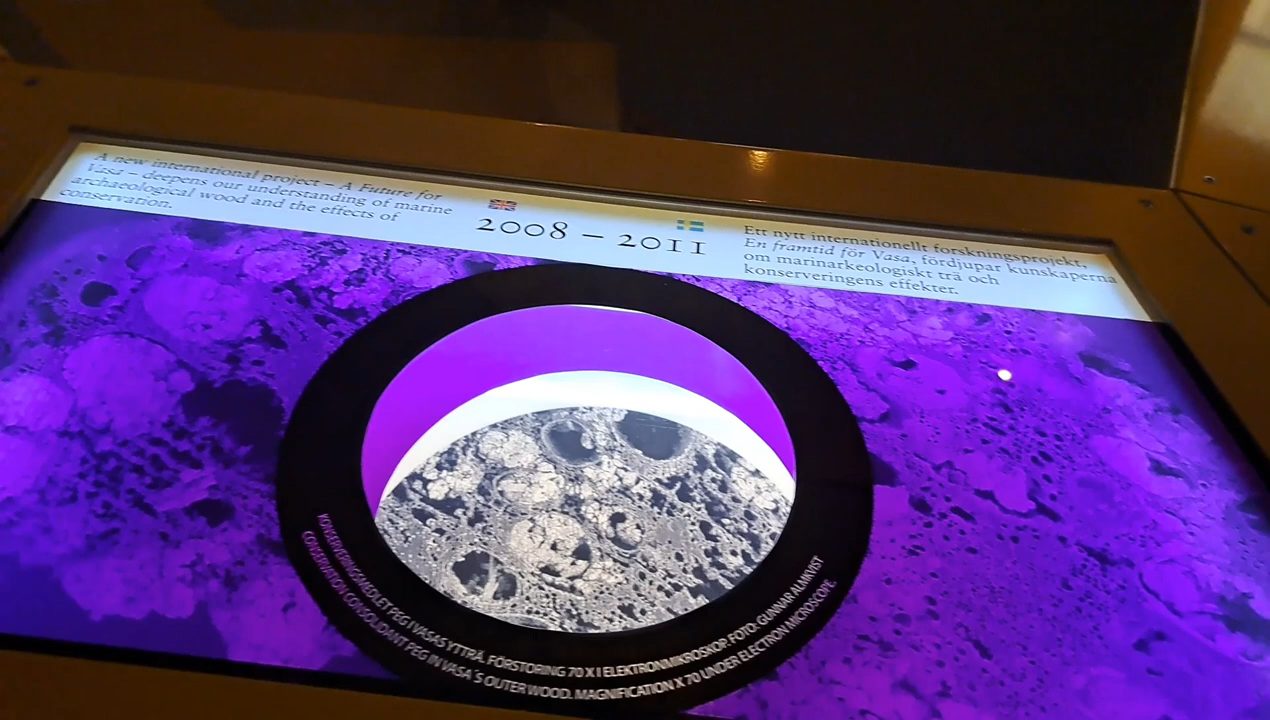 A new international project – A Future for
Vasa – deepens our understanding of marine
archaeological wood and the effects of
conservation.
2008 – 2011
Ett nytt internationellt forskningsprojekt,
En framtid för Vasa, fördjupar kunskaperna
om marinarkeologiskt trä och
konserveringens effekter.
KONSERVERINGSMEDLET PEG I VASAS YTTRÄ. FÖRSTORING 70 X I ELEKTRONMIKROSKOP. FOTO: GUNNAR ALMKVIST
CONSERVATION CONSOLIDANT PEG IN VASA'S OUTER WOOD. MAGNIFICATION X 70 UNDER ELECTRON MICROSCOPE.